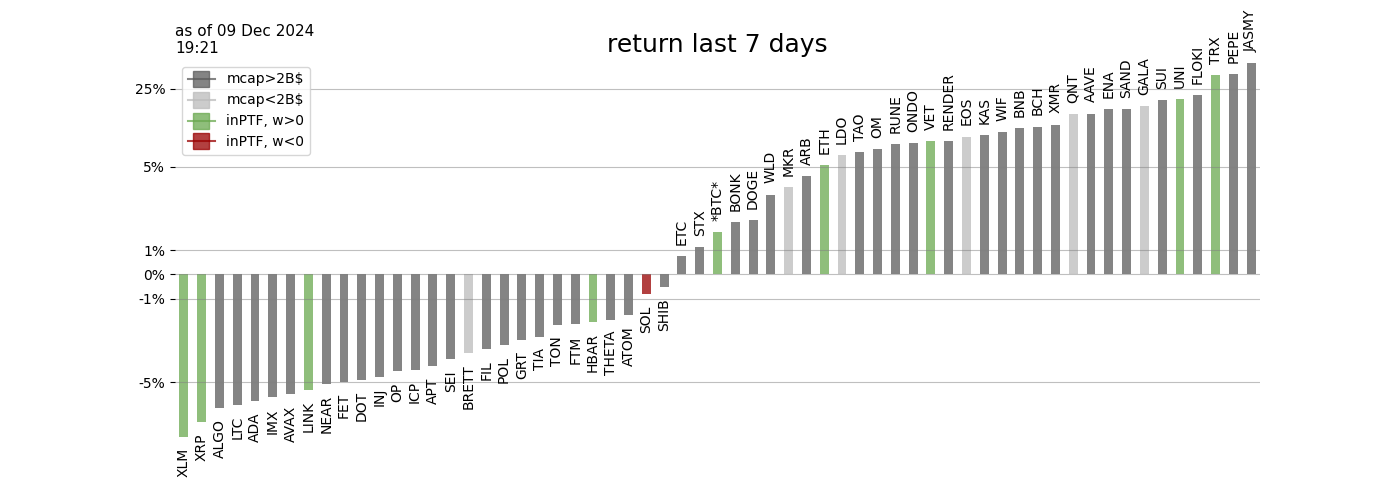 as of 09 Dec 2024
19:21
return last 7 days
mcap>2B$
mcap<2B$
inPTF, w>0
inPTF, w<0
25%
5%
1%
0%
-1%
-5%
XLM
XRP
ALGO
LTC
ADA
IMX
AVAX
LINK
NEAR
FET
DOT
INJ
OP
ICP
APT
SEI
BRETT
FIL
POL
GRT
TIA
TON
FTM
HBAR
THETA
ATOM
SOL
SHIB
ETC
STX
*BTC*
BONK
DOGE
WLD
MKR
ARB
ETH
LDO
TAO
OM
RUNE
ONDO
VET
RENDER
EOS
KAS
WIF
BNB
BCH
XMR
QNT
AAVE
ENA
SAND
GALA
SUI
UNI
FLOKI
TRX
PEPE
JASMY